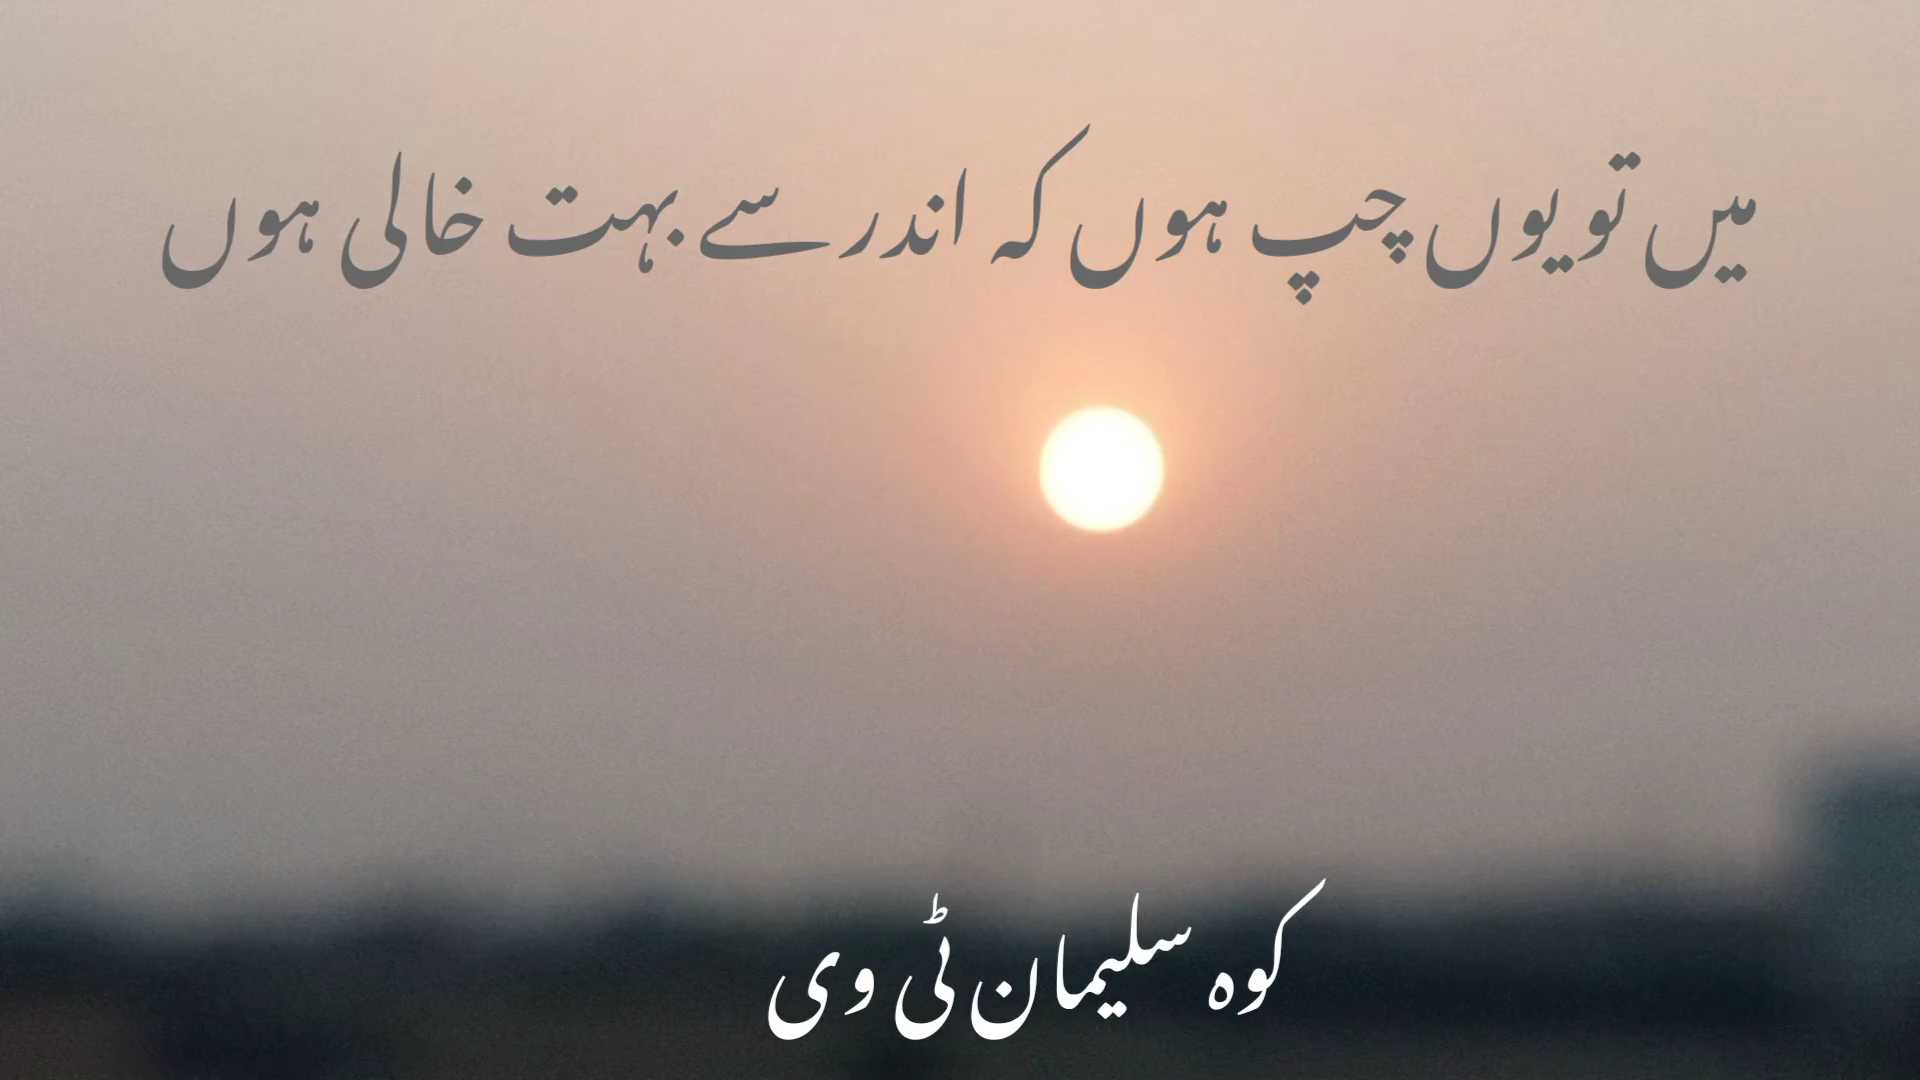 میں تو یوں چپ ہوں کہ اندر سے بہت خالی ہوں
کوہ سلیمان ٹی وی